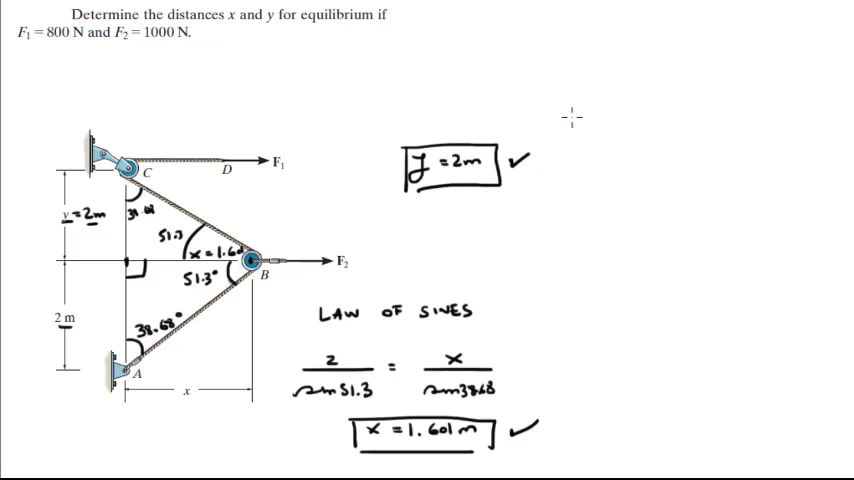 Determine the distances x and y for equilibrium if
F₁ = 800 N and F₂ = 1000 N.
y = 2m ✓
C
D
F₁
y = 2m
38.68
51.3
x = 1.601
F₂
51.3°
B
2 m
38.68°
A
x
LAW OF SINES
2 / sin 51.3 = x / sin 38.68
x = 1.601 m ✓